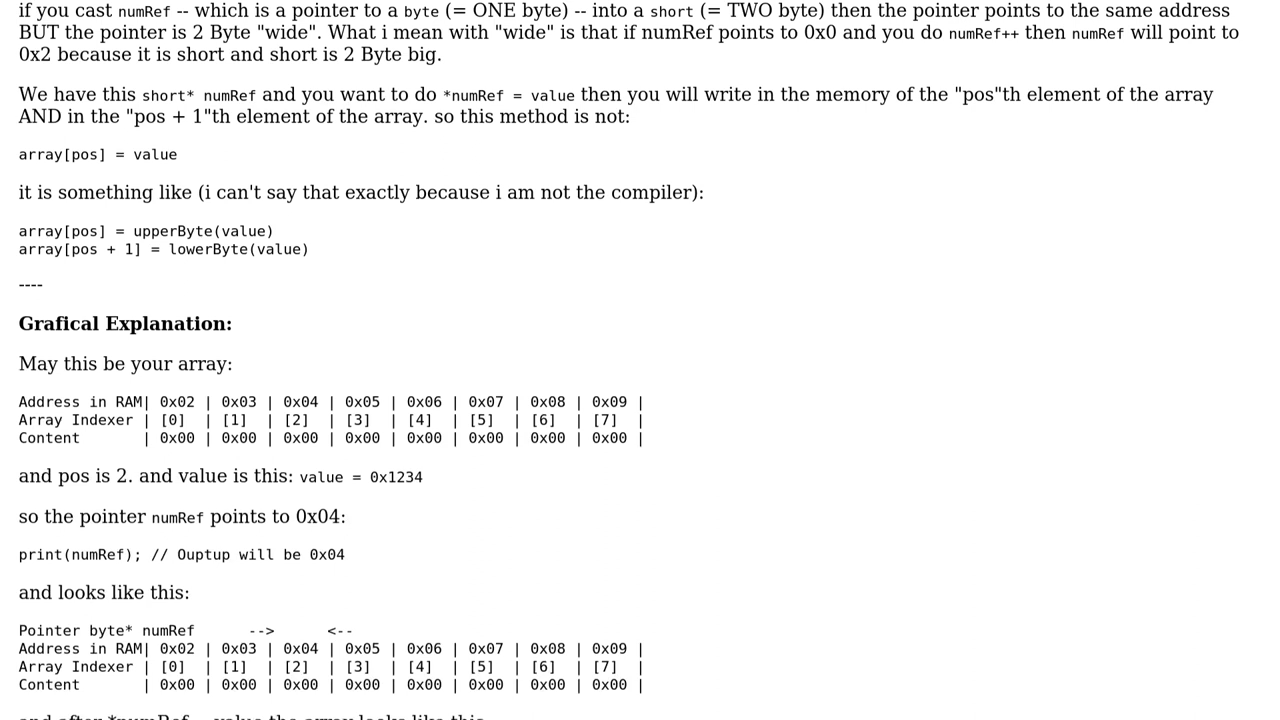 if you cast numRef -- which is a pointer to a byte (= ONE byte) -- into a short (= TWO byte) then the pointer points to the same address
BUT the pointer is 2 Byte "wide". What i mean with "wide" is that if numRef points to 0x0 and you do numRef++ then numRef will point to
0x2 because it is short and short is 2 Byte big.
We have this short* numRef and you want to do *numRef = value then you will write in the memory of the "pos"th element of the array
AND in the "pos + 1"th element of the array. so this method is not:
array[pos] = value
it is something like (i can't say that exactly because i am not the compiler):
array[pos] = upperByte(value)
array[pos + 1] = lowerByte(value)
----
Grafical Explanation:
May this be your array:
Address in RAM| 0x02 | 0x03 | 0x04 | 0x05 | 0x06 | 0x07 | 0x08 | 0x09 |
Array Indexer | [0]  | [1]  | [2]  | [3]  | [4]  | [5]  | [6]  | [7]  |
Content       | 0x00 | 0x00 | 0x00 | 0x00 | 0x00 | 0x00 | 0x00 | 0x00 |
and pos is 2. and value is this: value = 0x1234
so the pointer numRef points to 0x04:
print(numRef); // Ouptup will be 0x04
and looks like this:
Pointer byte* numRef      -->      <--
Address in RAM| 0x02 | 0x03 | 0x04 | 0x05 | 0x06 | 0x07 | 0x08 | 0x09 |
Array Indexer | [0]  | [1]  | [2]  | [3]  | [4]  | [5]  | [6]  | [7]  |
Content       | 0x00 | 0x00 | 0x00 | 0x00 | 0x00 | 0x00 | 0x00 | 0x00 |
and after *numRef = value the array looks like this